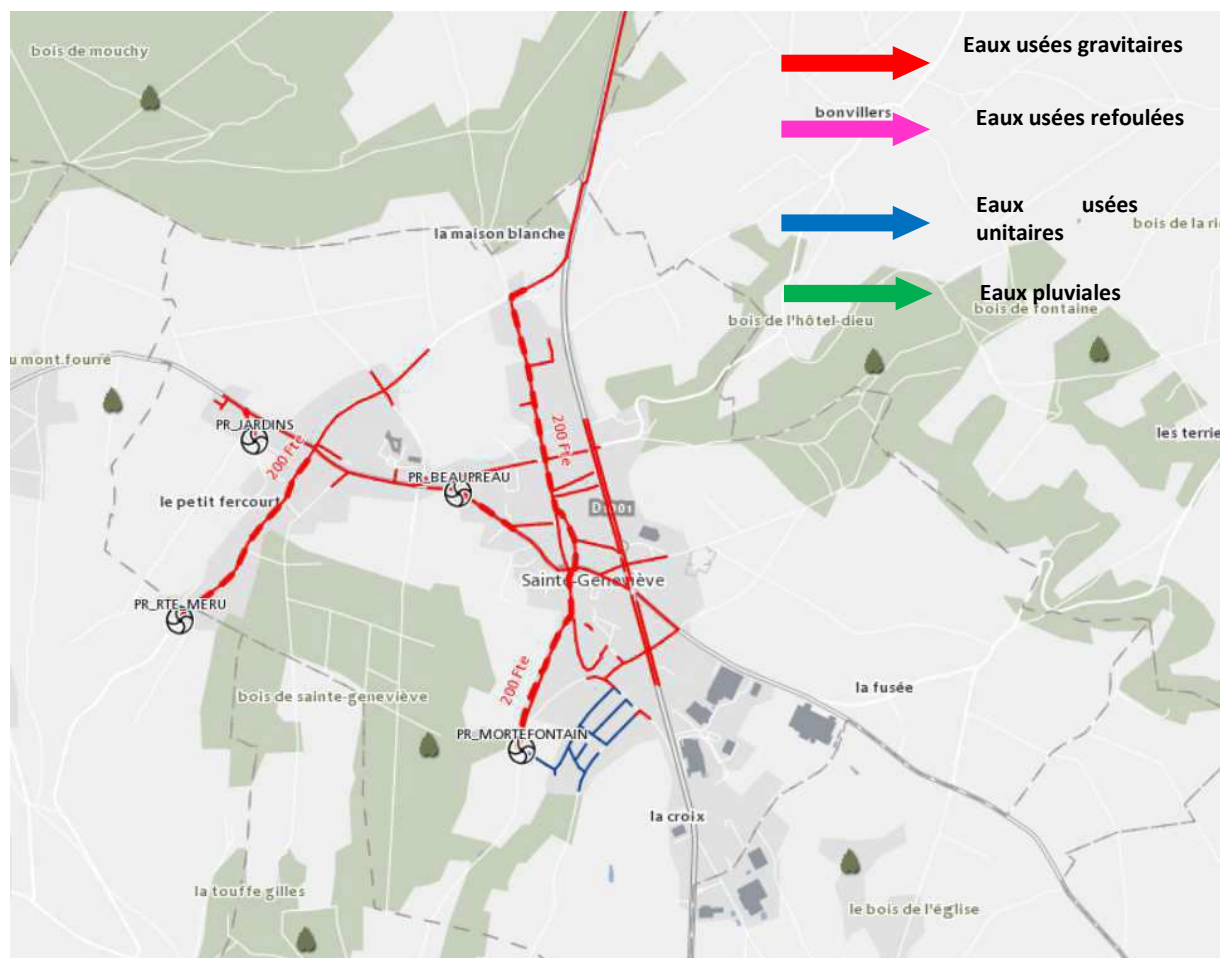 bois de mouchy
Eaux usées gravitaires
bonvillers
Eaux usées refoulées
Eaux usées
unitaires
bois de la ri
la maison blanche
Eaux pluviales
bois de fontaine
bois de l'hôtel-dieu
u mont fourré
PR_JARDINS
200 Fte
200 Fte
les terrie
PR_BEAUPREAU
le petit fercourt
D1001
Sainte-Geneviève
PR_RTE_MERU
200 Fte
la fusée
bois de sainte-geneviève
PR_MORTEFONTAIN
la croix
la touffe gilles
le bois de l'église